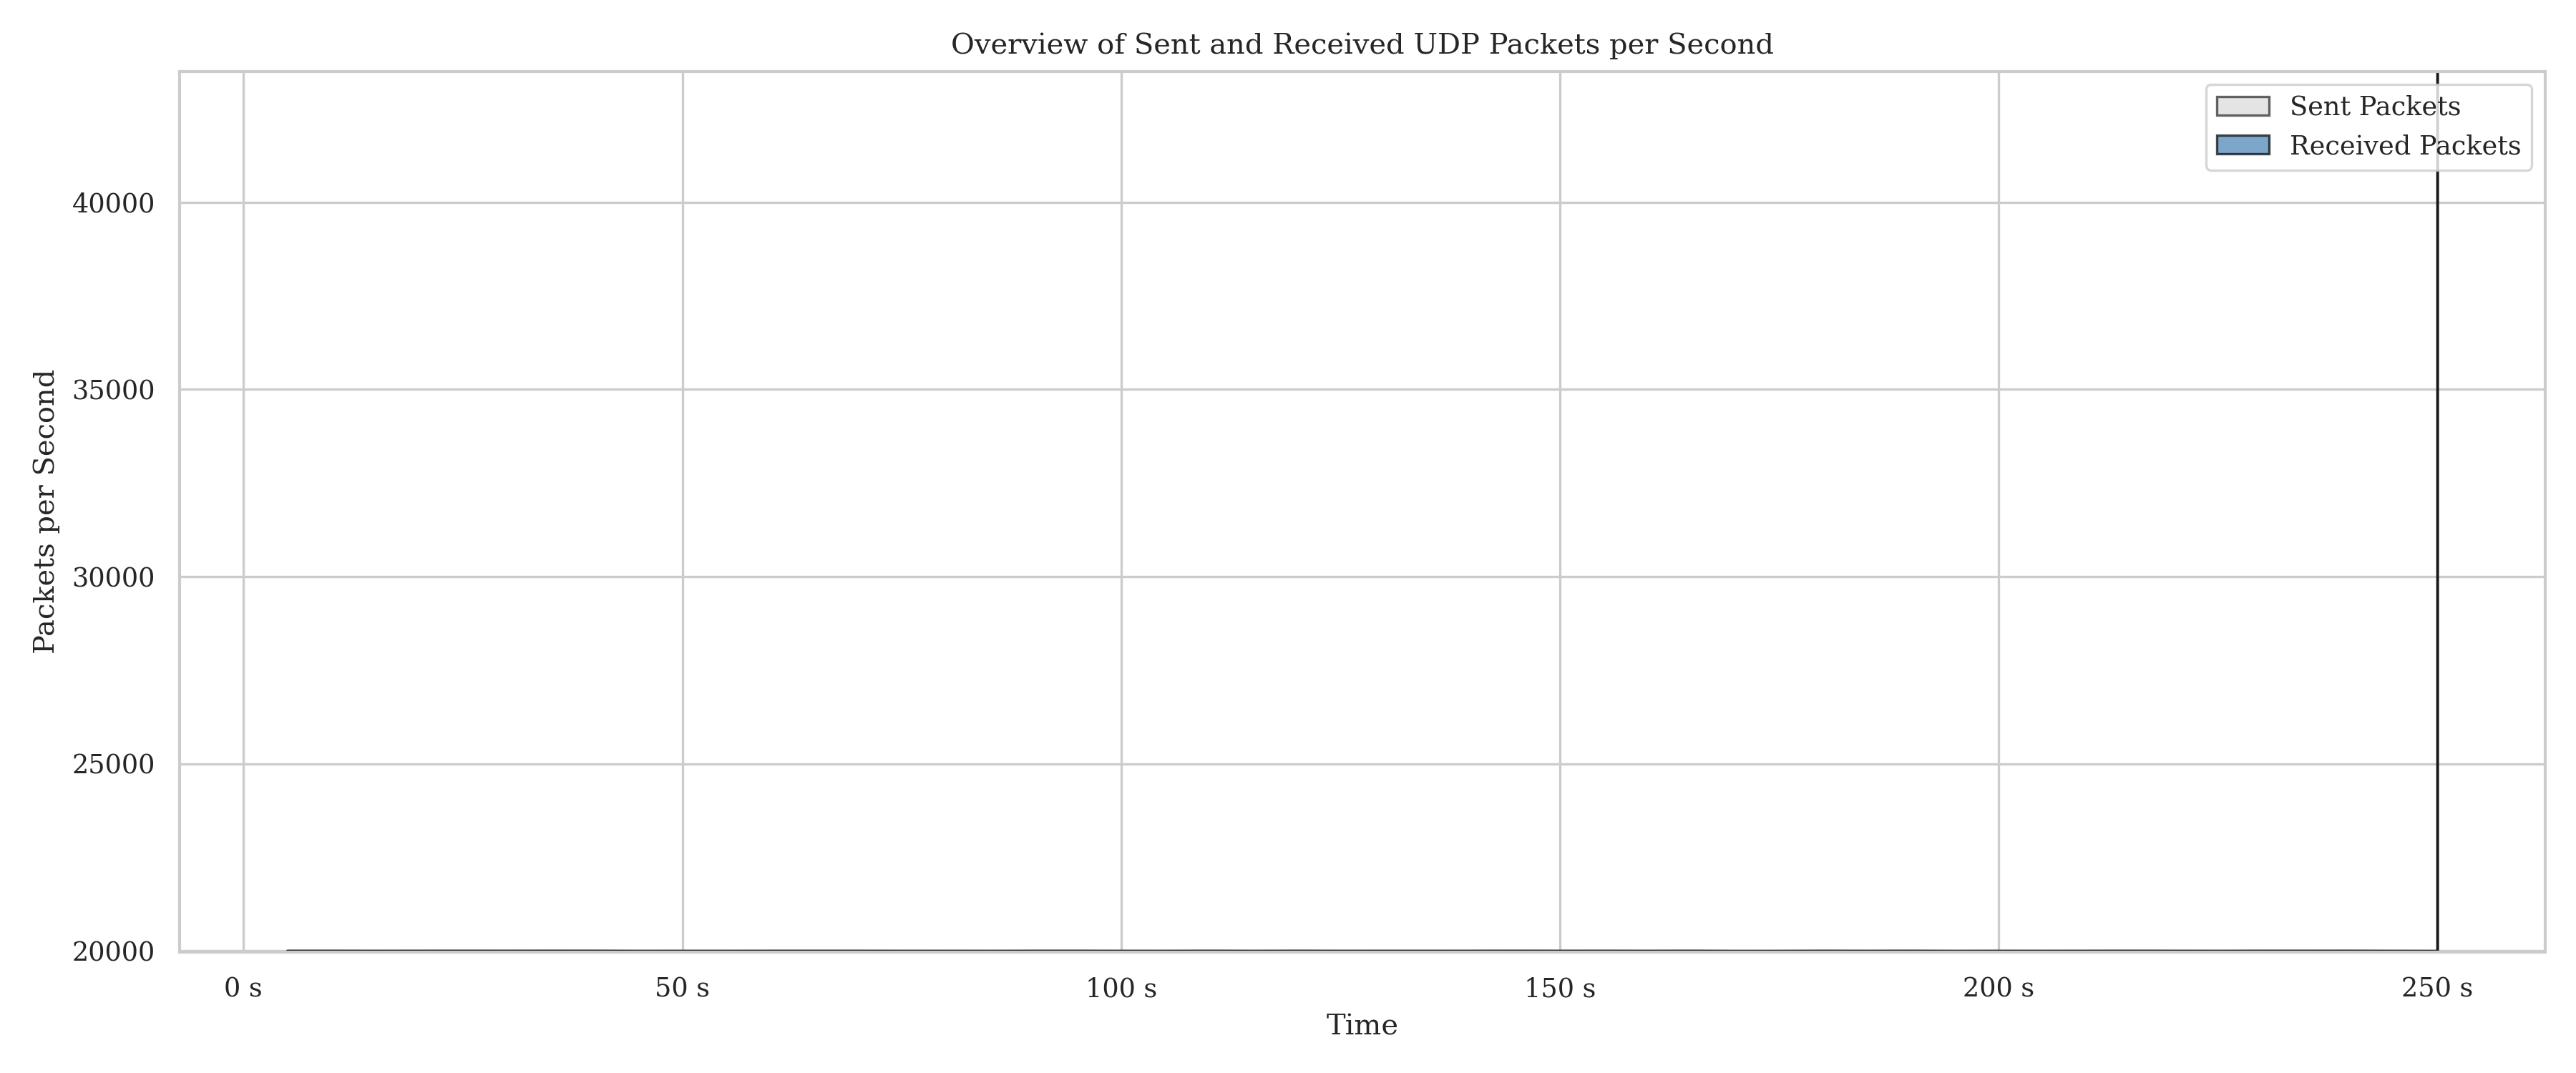 Overview of Sent and Received UDP Packets per Second
Sent Packets
Received Packets
Packets per Second
40000
35000
30000
25000
20000
0 s
50 s
100 s
150 s
200 s
250 s
Time